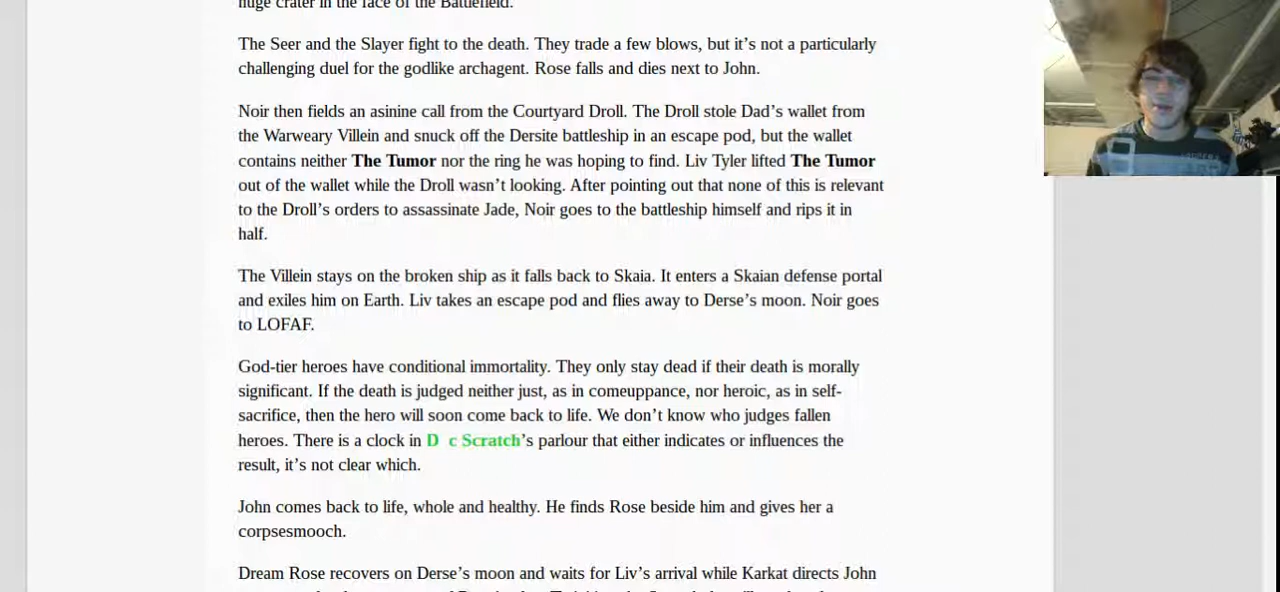 huge crater in the face of the Battlefield.
The Seer and the Slayer fight to the death. They trade a few blows, but it’s not a particularly
challenging duel for the godlike archagent. Rose falls and dies next to John.
Noir then fields an asinine call from the Courtyard Droll. The Droll stole Dad’s wallet from
the Warweary Villein and snuck off the Dersite battleship in an escape pod, but the wallet
contains neither The Tumor nor the ring he was hoping to find. Liv Tyler lifted The Tumor
out of the wallet while the Droll wasn’t looking. After pointing out that none of this is relevant
to the Droll’s orders to assassinate Jade, Noir goes to the battleship himself and rips it in
half.
The Villein stays on the broken ship as it falls back to Skaia. It enters a Skaian defense portal
and exiles him on Earth. Liv takes an escape pod and flies away to Derse’s moon. Noir goes
to LOFAF.
God-tier heroes have conditional immortality. They only stay dead if their death is morally
significant. If the death is judged neither just, as in comeuppance, nor heroic, as in self-
sacrifice, then the hero will soon come back to life. We don’t know who judges fallen
heroes. There is a clock in D c Scratch’s parlour that either indicates or influences the
result, it’s not clear which.
John comes back to life, whole and healthy. He finds Rose beside him and gives her a
corpsesmooch.
Dream Rose recovers on Derse’s moon and waits for Liv’s arrival while Karkat directs John